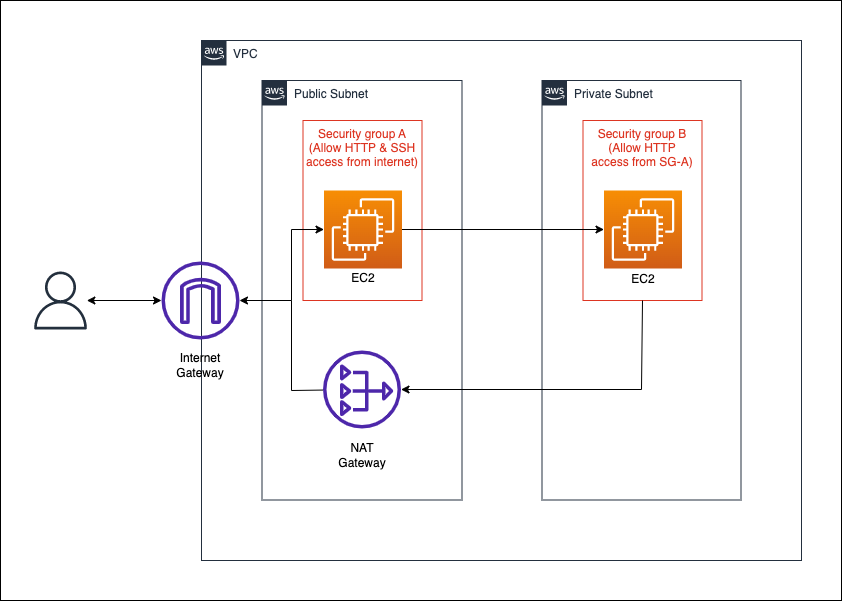 aws
VPC
aws
Public Subnet
aws
Private Subnet
Security group A
(Allow HTTP & SSH
access from internet)
Security group B
(Allow HTTP
access from SG-A)
EC2
EC2
Internet
Gateway
NAT
Gateway